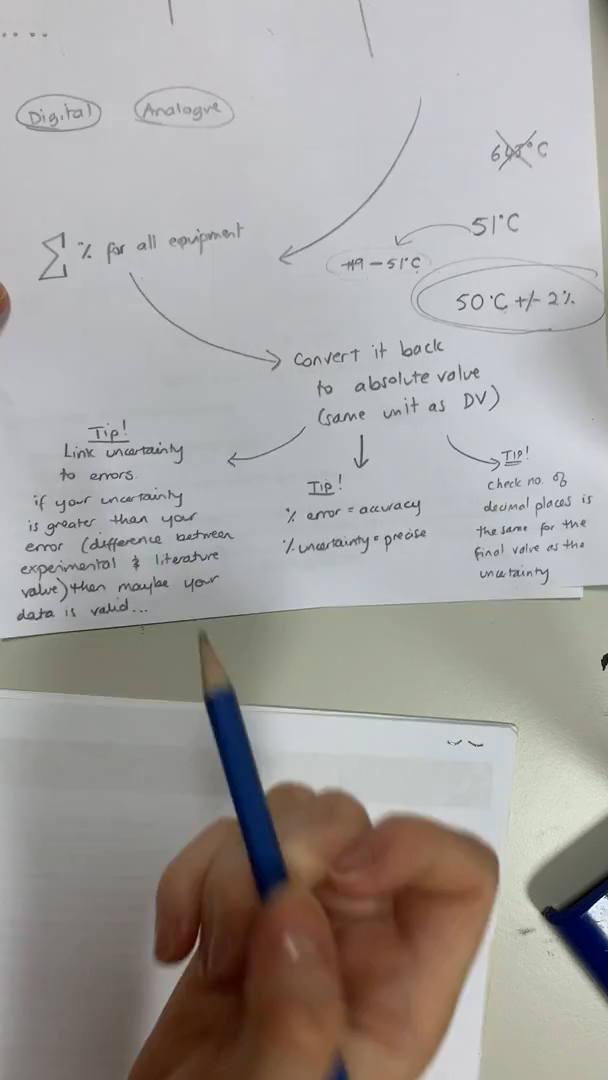 Digital
Analogue
51°C
49-51°C
50°C +/- 2%
Σ % for all equipment
convert it back
to absolute value
(same unit as DV)
Tip!
Link uncertainty
to errors
if your uncertainty
is greater than your
error (difference between
experimental & literature
value) then maybe your
data is valid...
Tip!
% error = accuracy
% uncertainty = precise
TIP!
check no. of
decimal places is
the same for the
final value as the
uncertainty